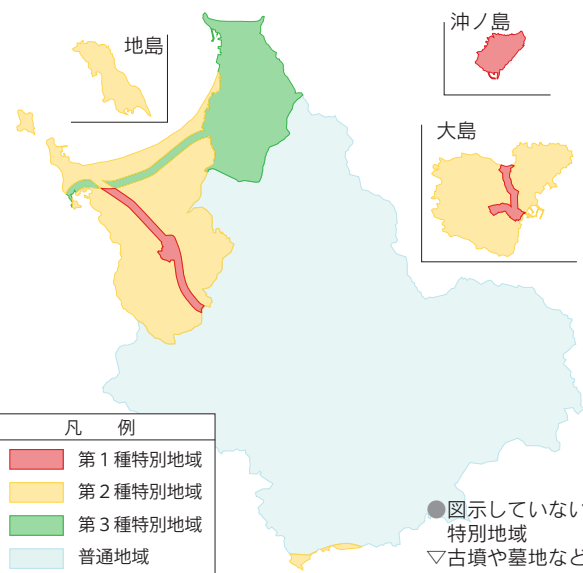 地島
沖ノ島
大島
凡 例
第1種特別地域
第2種特別地域
第3種特別地域
普通地域
●図示していない
特別地域
▽古墳や墓地など